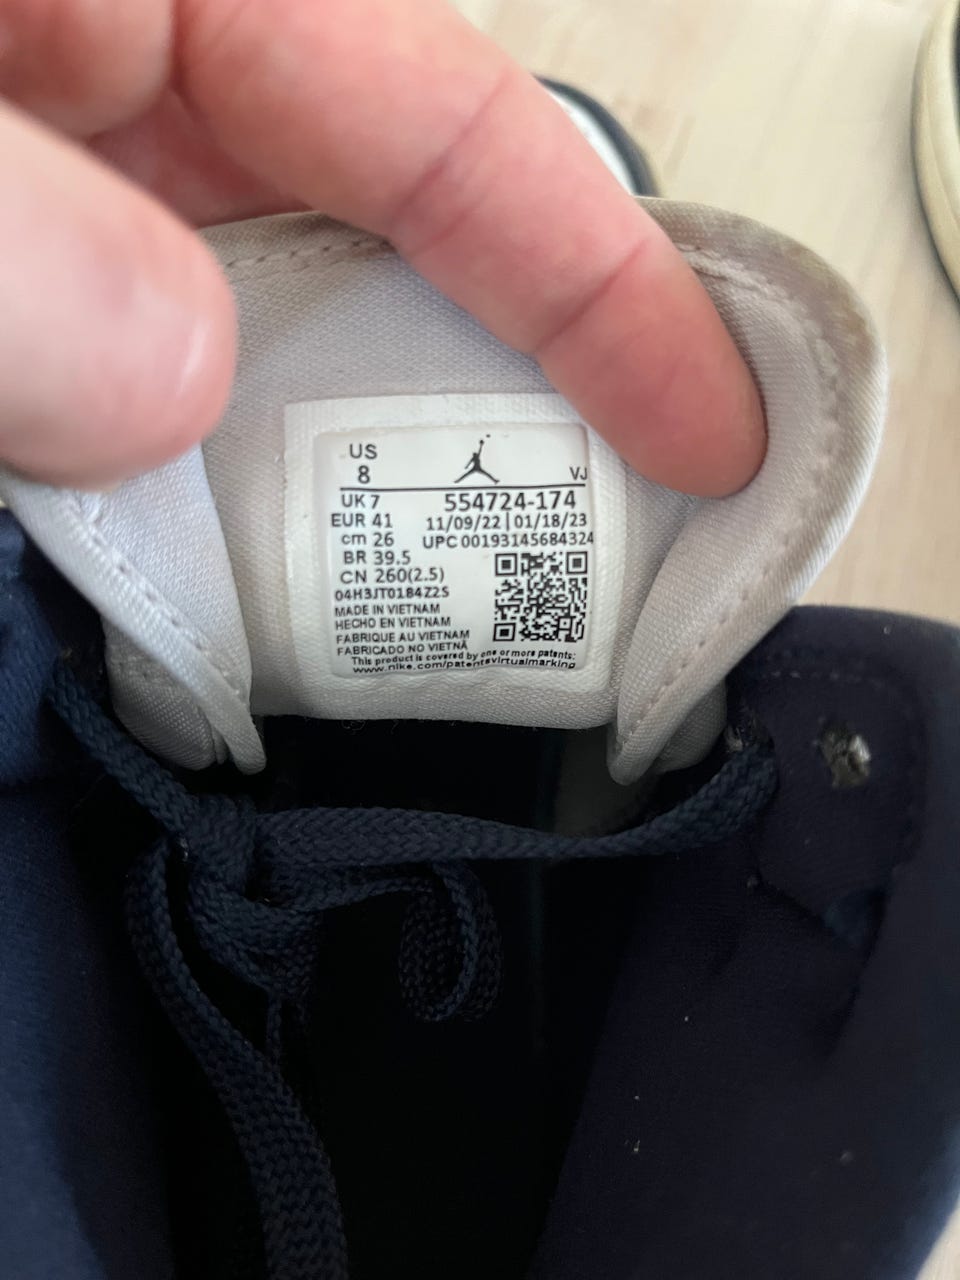 US
8
VJ
UK 7
554724-174
EUR 41
11/09/22 | 01/18/23
cm 26
UPC 00193145684324
BR 39.5
CN 260(2.5)
04H3JT0184Z2S
MADE IN VIETNAM
HECHO EN VIETNAM
FABRIQUE AU VIETNAM
FABRICADO NO VIETNÃ
This product is covered by one or more patents:
www.nike.com/patentsvirtualmarking